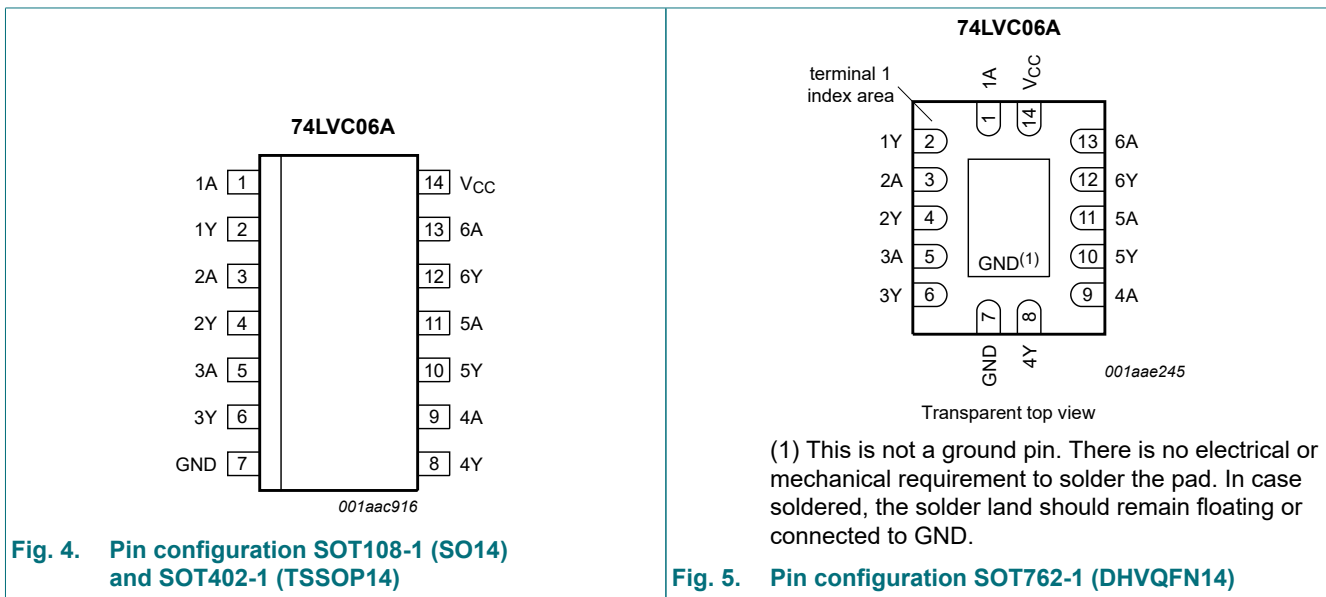 74LVC06A
1A 1 14 VCC
1Y 2 13 6A
2A 3 12 6Y
2Y 4 11 5A
3A 5 10 5Y
3Y 6 9 4A
GND 7 8 4Y
001aac916
Fig. 4. Pin configuration SOT108-1 (SO14)
and SOT402-1 (TSSOP14)
74LVC06A
terminal 1
index area
1A VCC
1 14
1Y 2 13 6A
2A 3 12 6Y
2Y 4 11 5A
3A 5 10 5Y
GND(1)
3Y 6 9 4A
7 8
GND 4Y
001aae245
Transparent top view
(1) This is not a ground pin. There is no electrical or
mechanical requirement to solder the pad. In case
soldered, the solder land should remain floating or
connected to GND.
Fig. 5. Pin configuration SOT762-1 (DHVQFN14)